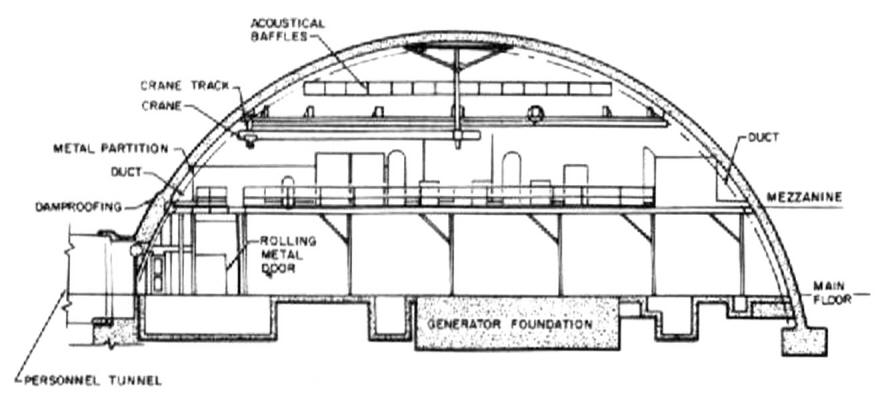 ACOUSTICAL
BAFFLES
CRANE TRACK
CRANE
METAL PARTITION
DUCT
DUCT
DAMPROOFING
MEZZANINE
ROLLING
METAL
DOOR
MAIN
FLOOR
GENERATOR FOUNDATION
PERSONNEL TUNNEL